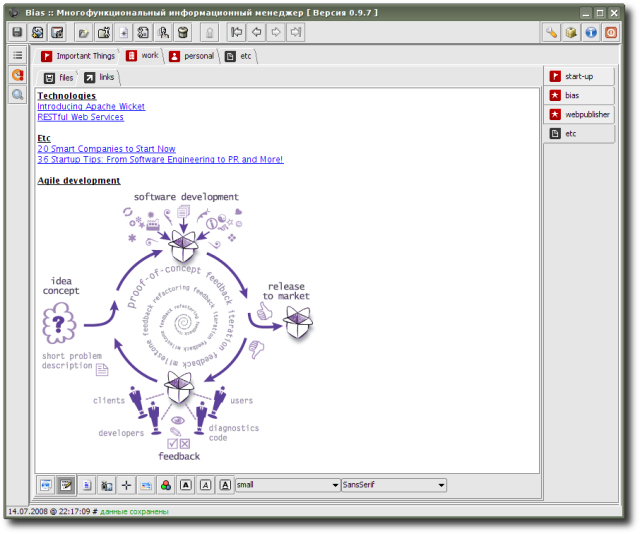 Bias :: Многофункциональный информационный менеджер [ Версия 0.9.7 ]
Important Things work personal etc
files links
start-up
bias
webpublisher
etc
Technologies
Introducing Apache Wicket
RESTful Web Services
Etc
20 Smart Companies to Start Now
36 Startup Tips: From Software Engineering to PR and More!
Agile development
software development
idea
concept
release
to market
proof-of-concept feedback iteration feedback milestone feedback refactoring feedback iteration feedback refactoring feedback
short problem
description
clients
users
developers
diagnostics
code
feedback
A A A small SansSerif
14.07.2008 @ 22:17:09 # данные сохранены